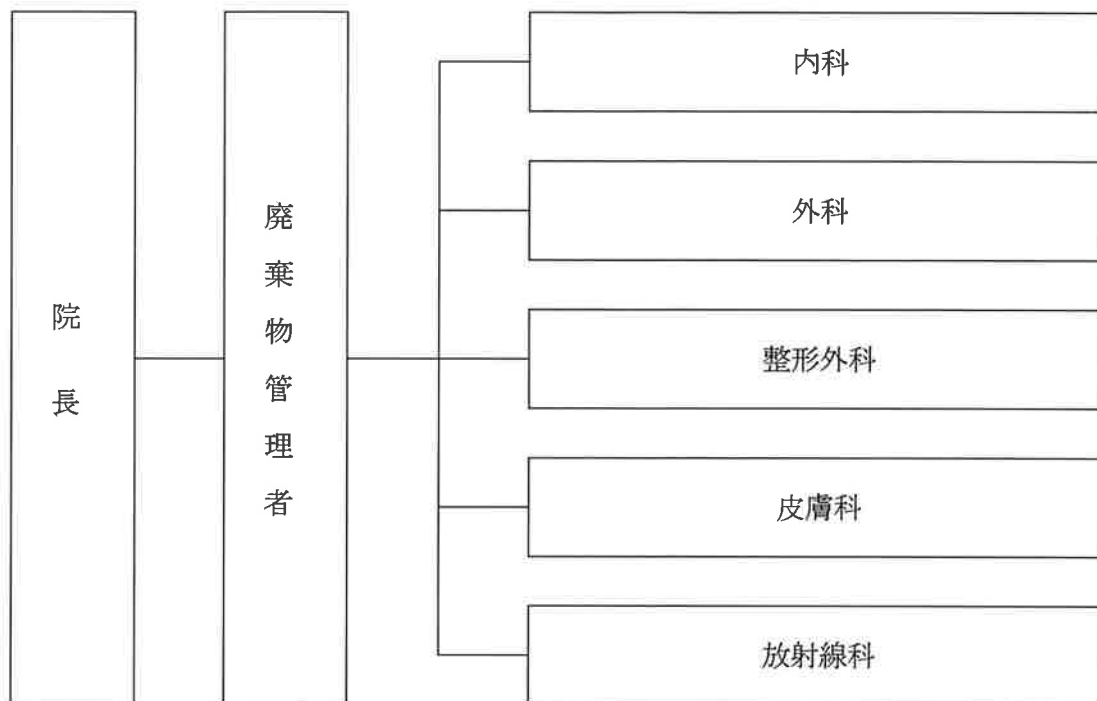 院長
廃棄物管理者
内科
外科
整形外科
皮膚科
放射線科